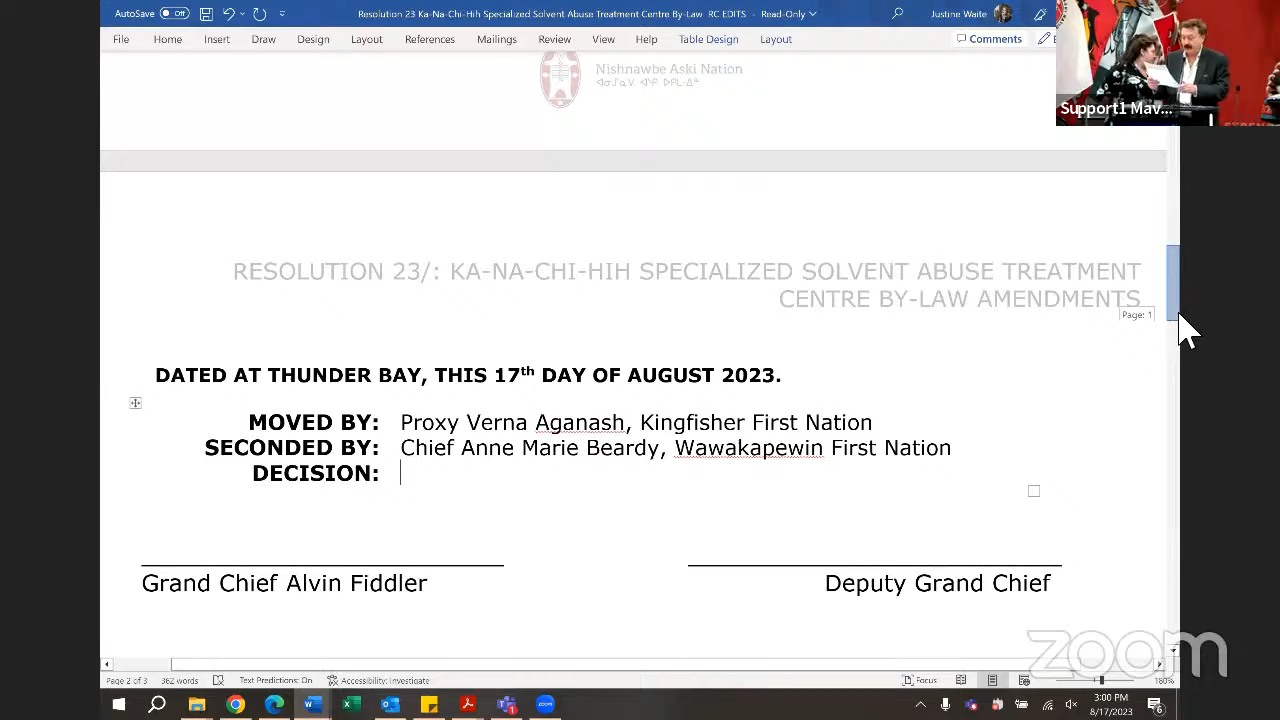 AutoSave Off
Resolution 23 Ka-Na-Chi-Hih Specialized Solvent Abuse Treatment Centre By-Law RC EDITS - Read-Only
Justine Waite
File Home Insert Draw Design Layout References Mailings Review View Help Table Design Layout
Comments
Nishnawbe Aski Nation
Support1 Mav...
RESOLUTION 23/: KA-NA-CHI-HIH SPECIALIZED SOLVENT ABUSE TREATMENT
CENTRE BY-LAW AMENDMENTS
Page: 1
DATED AT THUNDER BAY, THIS 17th DAY OF AUGUST 2023.
MOVED BY: Proxy Verna Aganash, Kingfisher First Nation
SECONDED BY: Chief Anne Marie Beardy, Wawakapewin First Nation
DECISION:
Grand Chief Alvin Fiddler
Deputy Grand Chief
zoom
Page 2 of 3 362 words Text Predictions: On Accessibility: Investigate Focus 180%
3:00 PM
8/17/2023
6